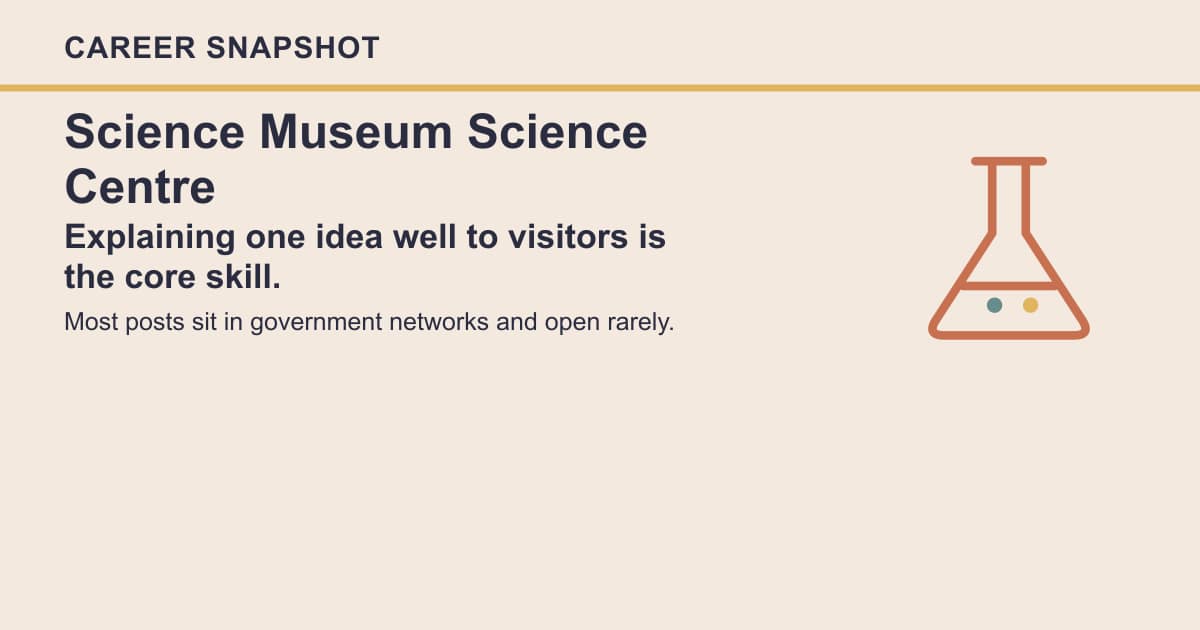 CAREER SNAPSHOT
Science Museum Science
Centre
Explaining one idea well to visitors is
the core skill.
Most posts sit in government networks and open rarely.